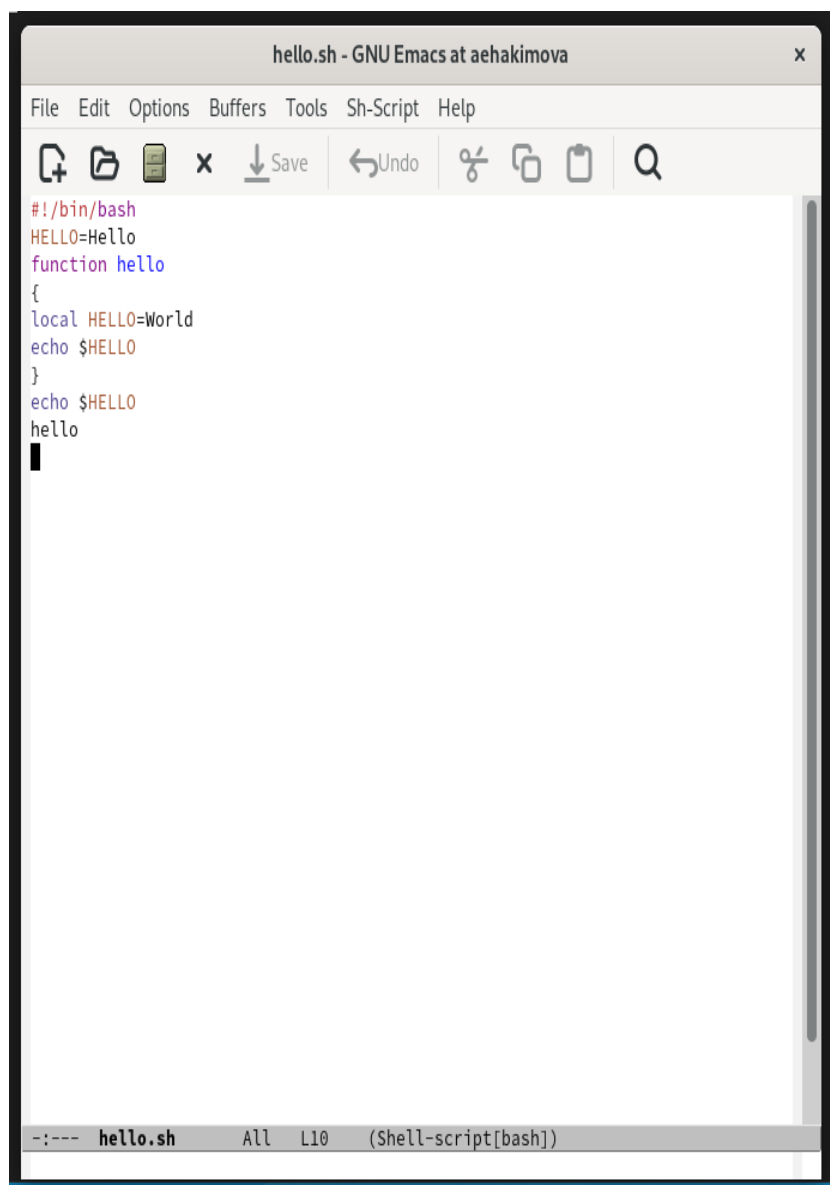 hello.sh - GNU Emacs at aehakimova
File Edit Options Buffers Tools Sh-Script Help
Save Undo
#!/bin/bash
HELLO=Hello
function hello
{
local HELLO=World
echo $HELLO
}
echo $HELLO
hello
-:--- hello.sh All L10 (Shell-script[bash])